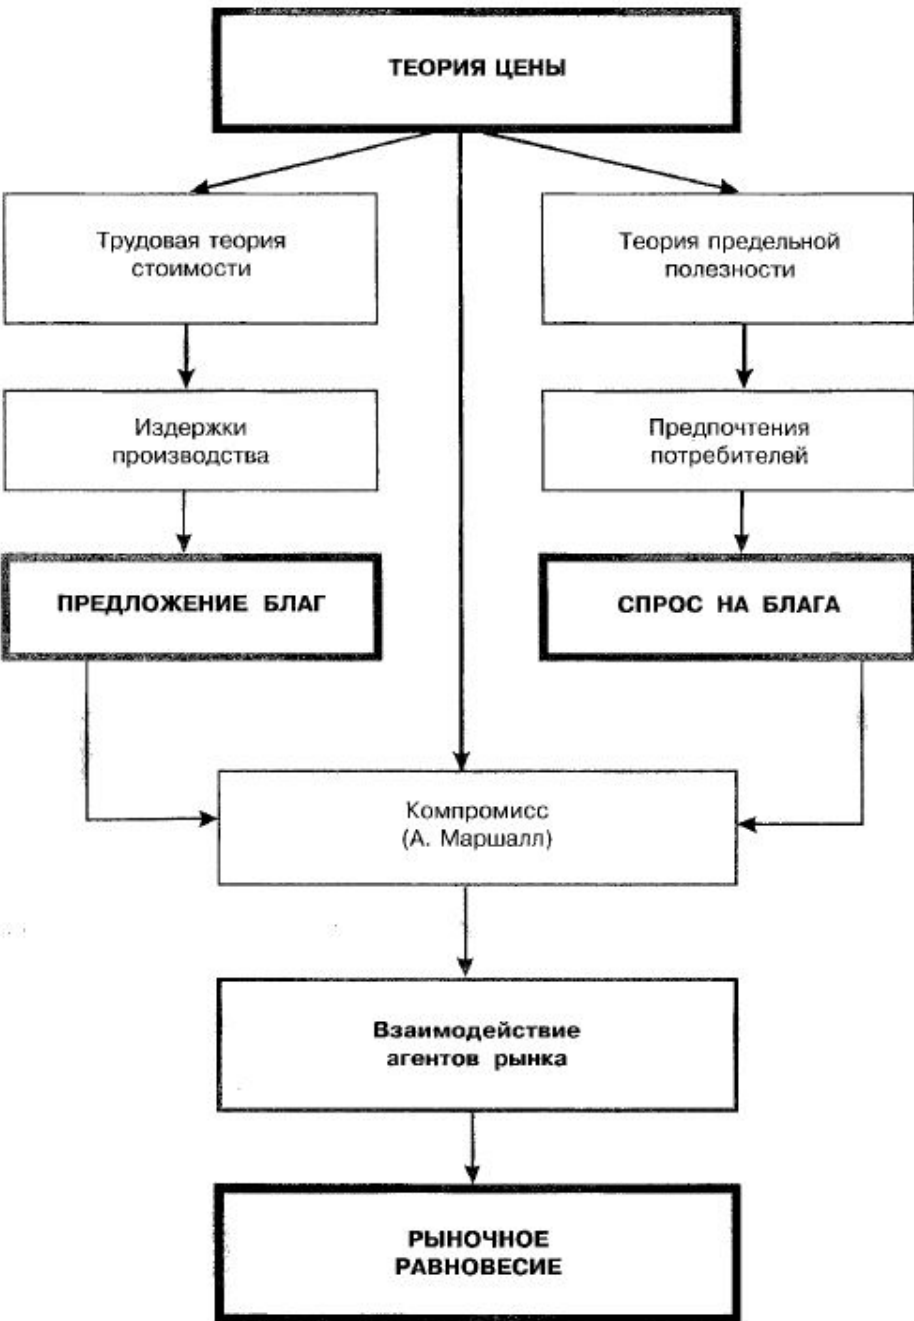 ТЕОРИЯ ЦЕНЫ
Трудовая теория
стоимости
Теория предельной
полезности
Издержки
производства
Предпочтения
потребителей
ПРЕДЛОЖЕНИЕ БЛАГ
СПРОС НА БЛАГА
Компромисс
(А. Маршалл)
Взаимодействие
агентов рынка
РЫНОЧНОЕ
РАВНОВЕСИЕ